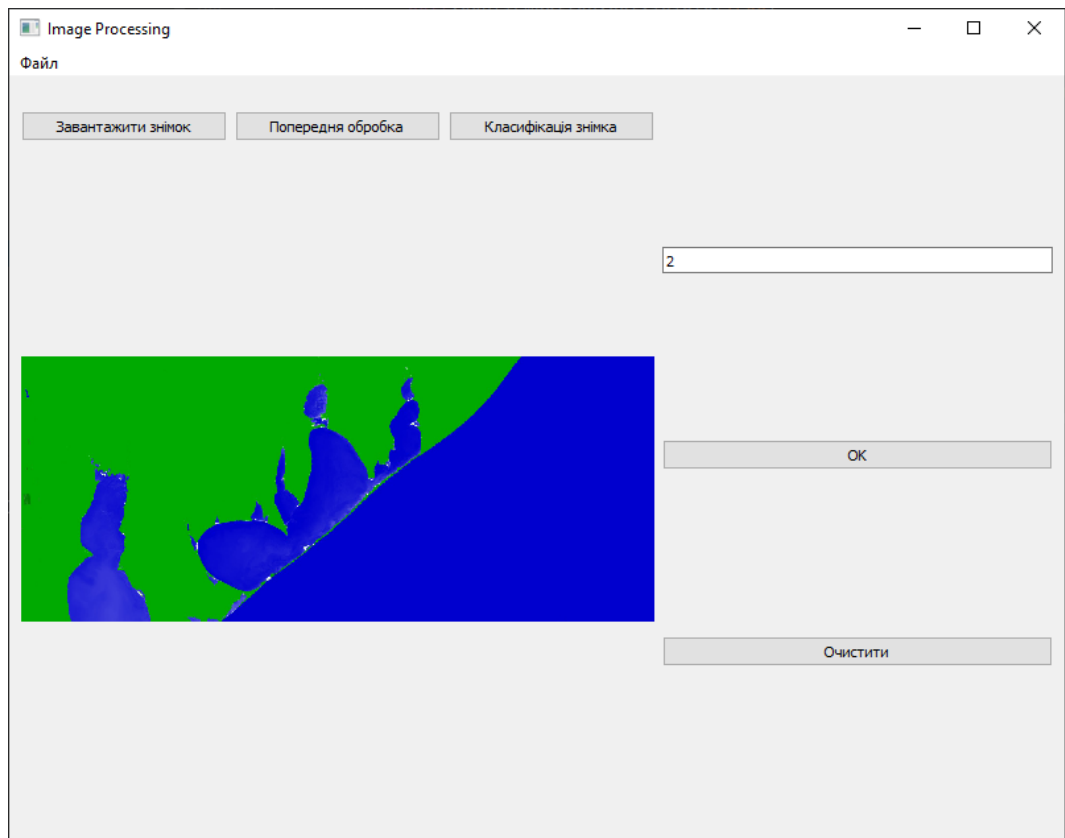 Image Processing
Файл
Завантажити знімок
Попередня обробка
Класифікація знімка
2
OK
Очистити